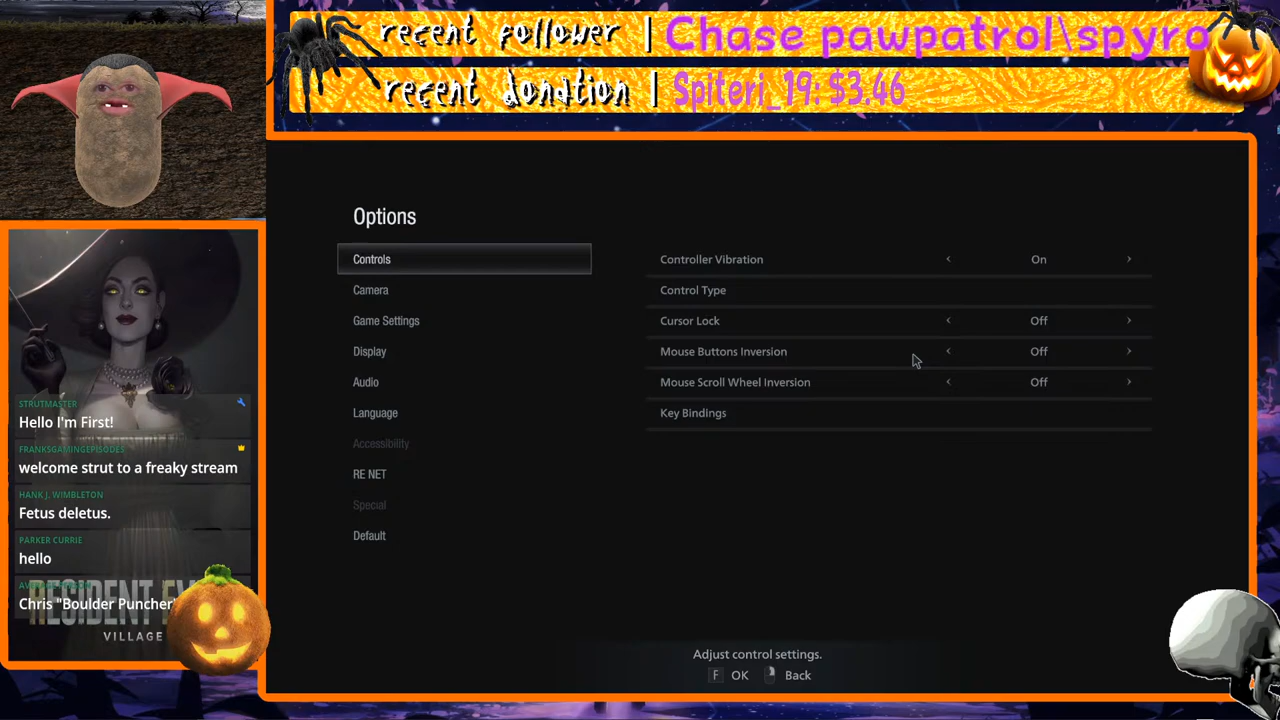 recent follower | Chase pawpatrol\spyro
recent donation | Spiteri_19: $3.46
Options
Controls
Camera
Game Settings
Display
Audio
Language
Accessibility
RE NET
Special
Default
Controller Vibration < On >
Control Type
Cursor Lock < Off >
Mouse Buttons Inversion < Off >
Mouse Scroll Wheel Inversion < Off >
Key Bindings
Adjust control settings.
F OK Back
STRUTMASTER
Hello I'm First!
FRANKSGAMINGEPISODES
welcome strut to a freaky stream
HANK J. WIMBLETON
Fetus deletus.
PARKER CURRIE
hello
Chris "Boulder Puncher"
RESIDENT
VILLAGE